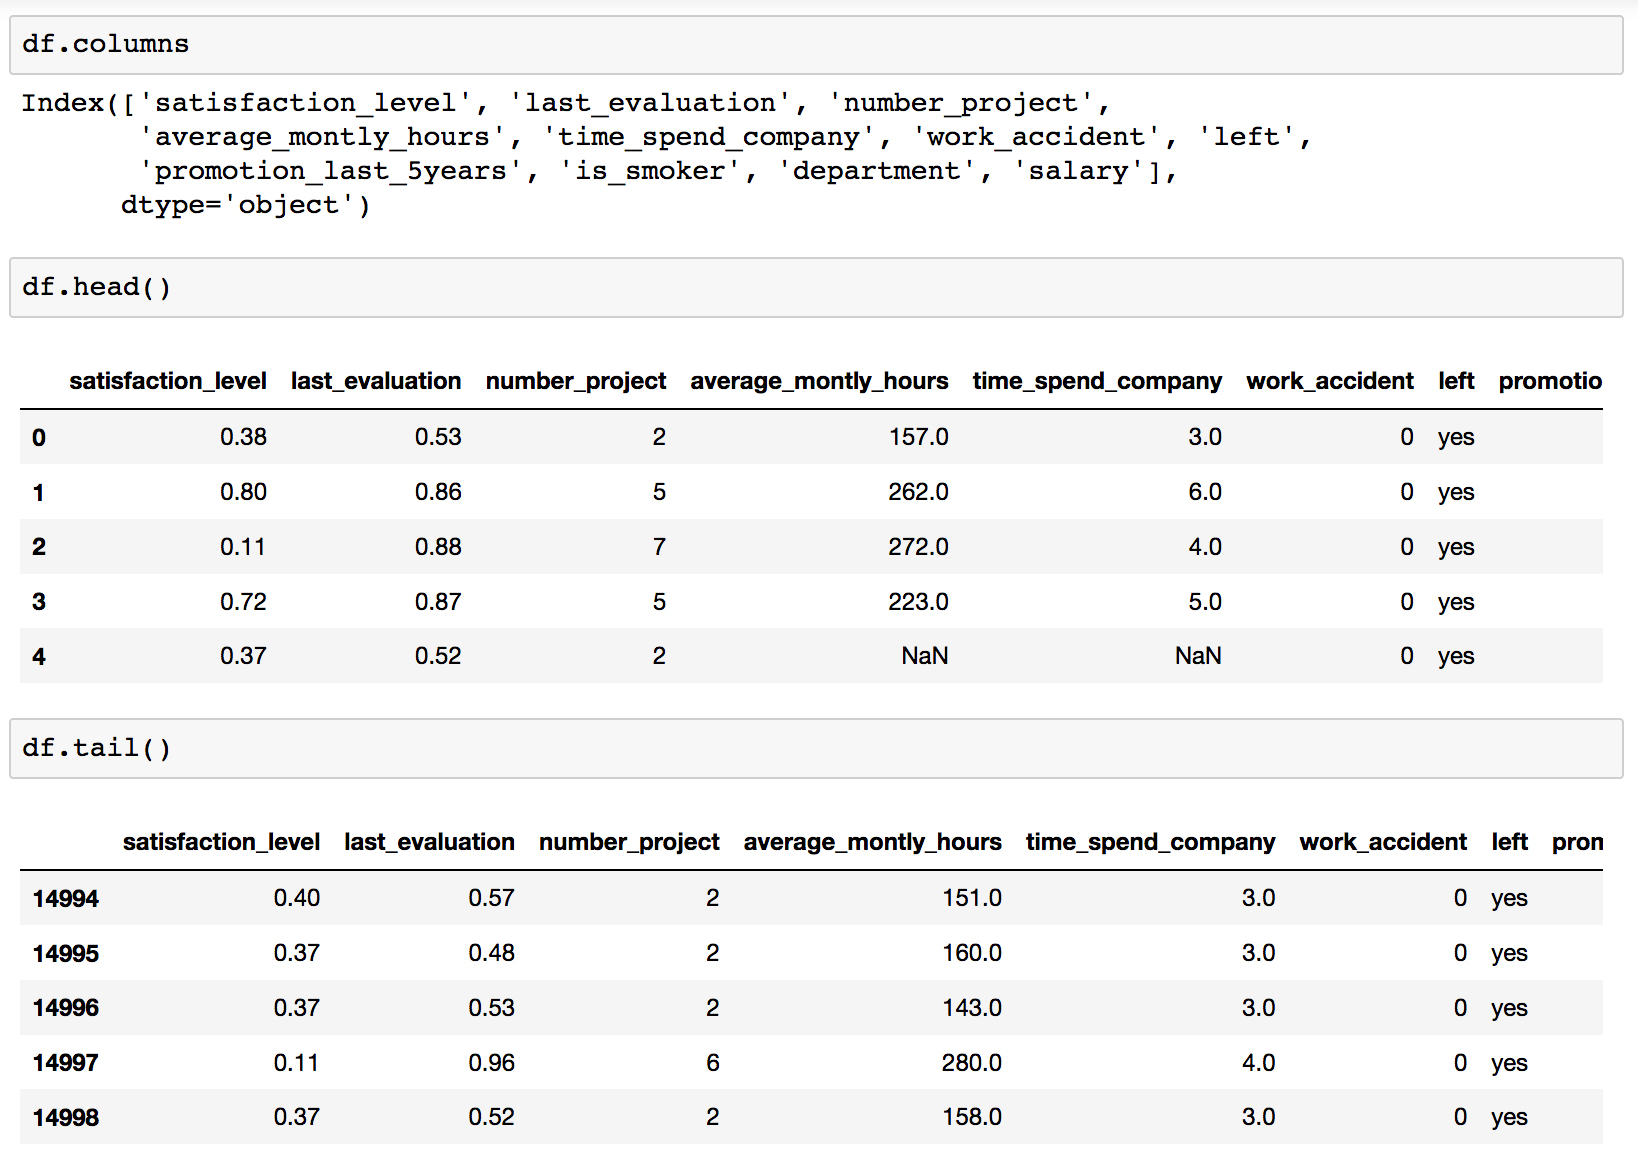 df.columns
Index(['satisfaction_level', 'last_evaluation', 'number_project',
'average_montly_hours', 'time_spend_company', 'work_accident', 'left',
'promotion_last_5years', 'is_smoker', 'department', 'salary'],
dtype='object')
df.head()
satisfaction_level last_evaluation number_project average_montly_hours time_spend_company work_accident left promotio
0 0.38 0.53 2 157.0 3.0 0 yes
1 0.80 0.86 5 262.0 6.0 0 yes
2 0.11 0.88 7 272.0 4.0 0 yes
3 0.72 0.87 5 223.0 5.0 0 yes
4 0.37 0.52 2 NaN NaN 0 yes
df.tail()
satisfaction_level last_evaluation number_project average_montly_hours time_spend_company work_accident left pron
14994 0.40 0.57 2 151.0 3.0 0 yes
14995 0.37 0.48 2 160.0 3.0 0 yes
14996 0.37 0.53 2 143.0 3.0 0 yes
14997 0.11 0.96 6 280.0 4.0 0 yes
14998 0.37 0.52 2 158.0 3.0 0 yes